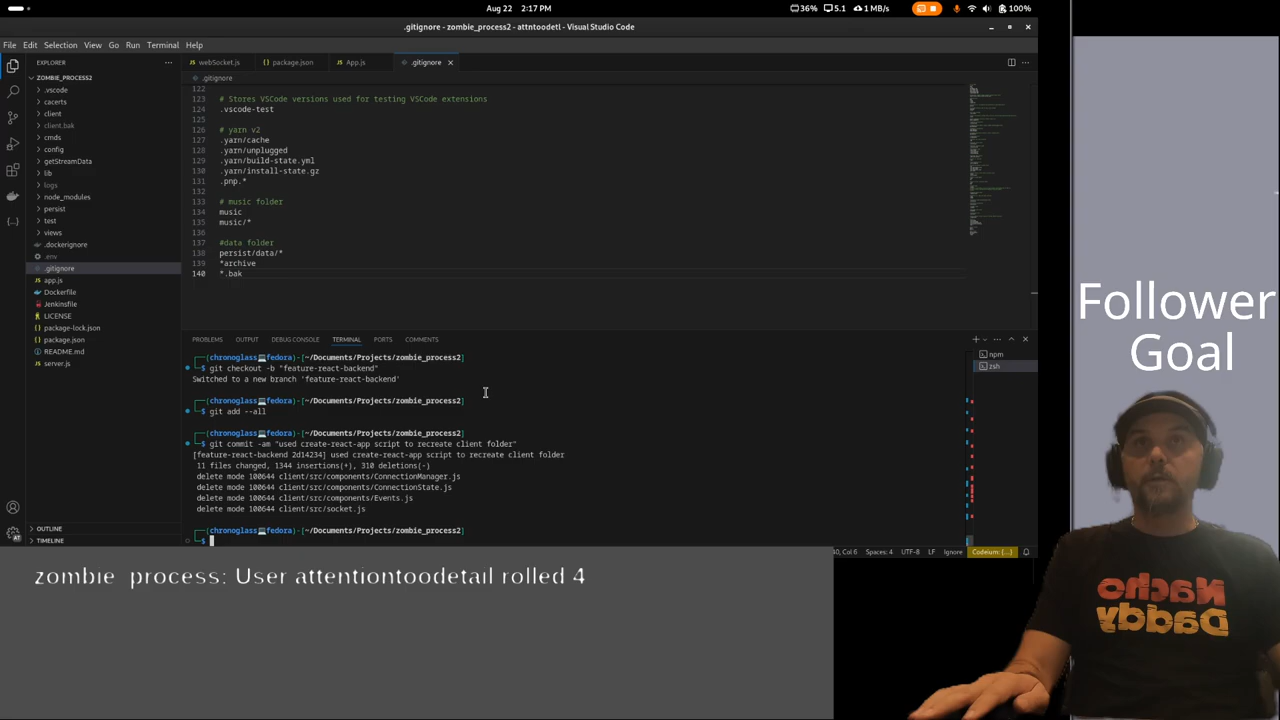 Aug 22 2:17 PM
36% 5.1 1 MB/s 100%
.gitignore - zombie_process2 - attntoodetl - Visual Studio Code
File Edit Selection View Go Run Terminal Help
EXPLORER
webSocket.js package.json App.js .gitignore
ZOMBIE_PROCESS2
.gitignore
.vscode
cacerts
client
client.bak
cmds
config
getStreamData
lib
logs
node_modules
persist
test
views
.dockerignore
.env
.gitignore
app.js
Dockerfile
Jenkinsfile
LICENSE
package-lock.json
package.json
README.md
server.js
OUTLINE
TIMELINE
122
123 # Stores VSCode versions used for testing VSCode extensions
124 .vscode-test
125
126 # yarn v2
127 .yarn/cache
128 .yarn/unplugged
129 .yarn/build-state.yml
130 .yarn/install-state.gz
131 .pnp.*
132
133 # music folder
134 music
135 music/*
136
137 #data folder
138 persist/data/*
139 *archive
140 *.bak
PROBLEMS OUTPUT DEBUG CONSOLE TERMINAL PORTS COMMENTS
npm
zsh
(chronoglass💻fedora)-[~/Documents/Projects/zombie_process2]
$ git checkout -b "feature-react-backend"
Switched to a new branch 'feature-react-backend'
(chronoglass💻fedora)-[~/Documents/Projects/zombie_process2]
$ git add --all
(chronoglass💻fedora)-[~/Documents/Projects/zombie_process2]
$ git commit -am "used create-react-app script to recreate client folder"
[feature-react-backend 2d14234] used create-react-app script to recreate client folder
11 files changed, 1344 insertions(+), 310 deletions(-)
delete mode 100644 client/src/components/ConnectionManager.js
delete mode 100644 client/src/components/ConnectionState.js
delete mode 100644 client/src/components/Events.js
delete mode 100644 client/src/socket.js
(chronoglass💻fedora)-[~/Documents/Projects/zombie_process2]
$
40, Col 6 Spaces: 4 UTF-8 LF Ignore Codeium: {...}
zombie_process: User attentiontoodetail rolled 4
Follower
Goal
Nacho
Daddy